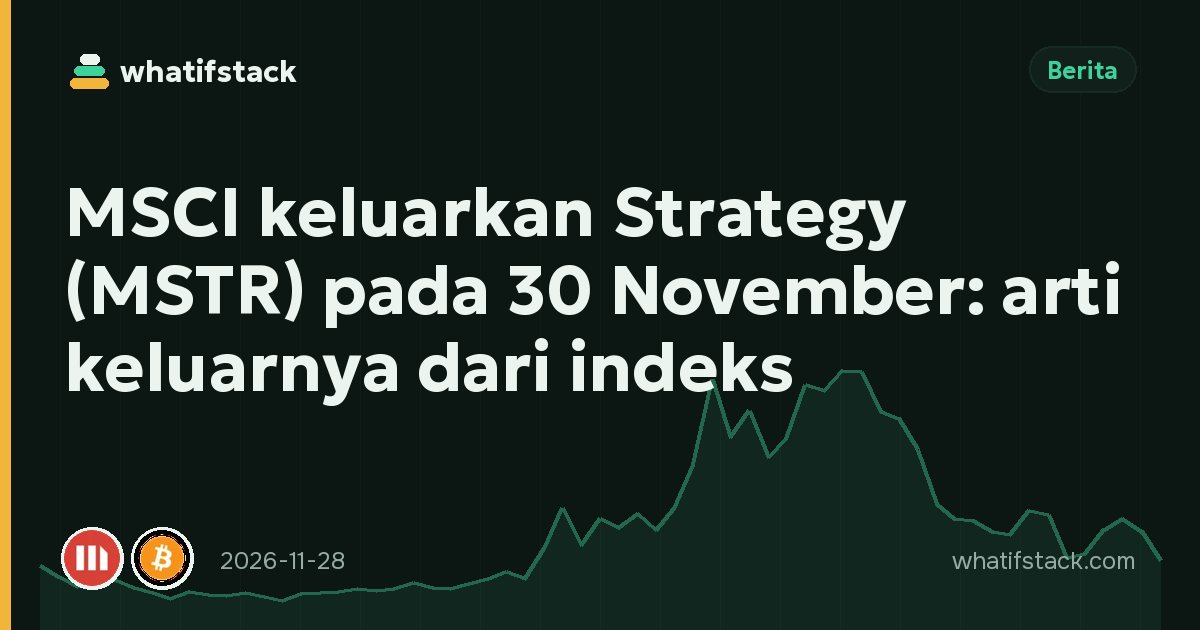 whatifstack
Berita
MSCI keluarkan Strategy
(MSTR) pada 30 November: arti
keluarnya dari indeks
2026-11-28
whatifstack.com